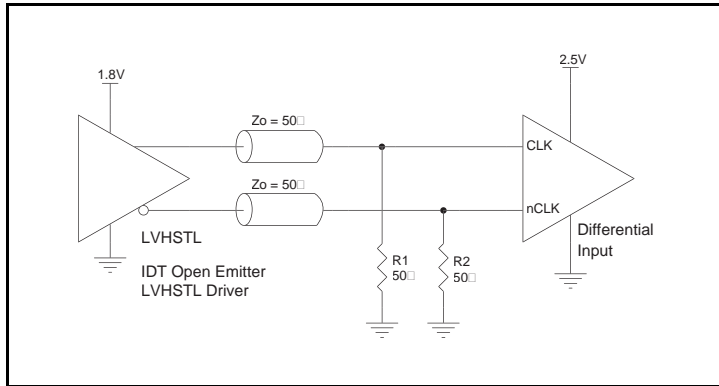 1.8V
2.5V
Zo = 50□
CLK
Zo = 50□
nCLK
LVHSTL
Differential
Input
IDT Open Emitter
LVHSTL Driver
R1
50□
R2
50□